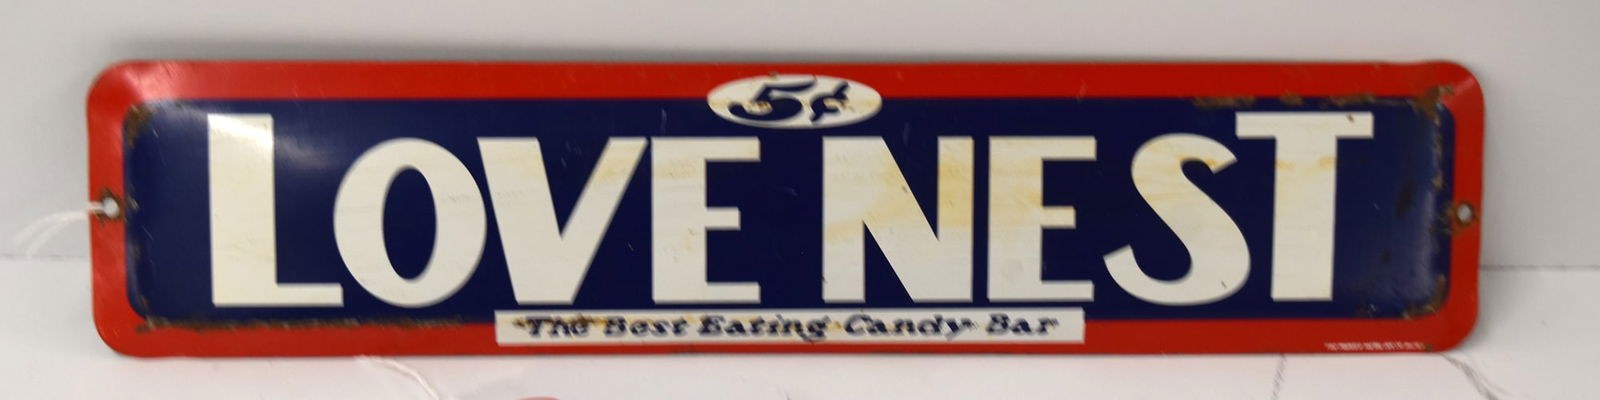 5¢
LOVE NEST
The Best Eating Candy Bar